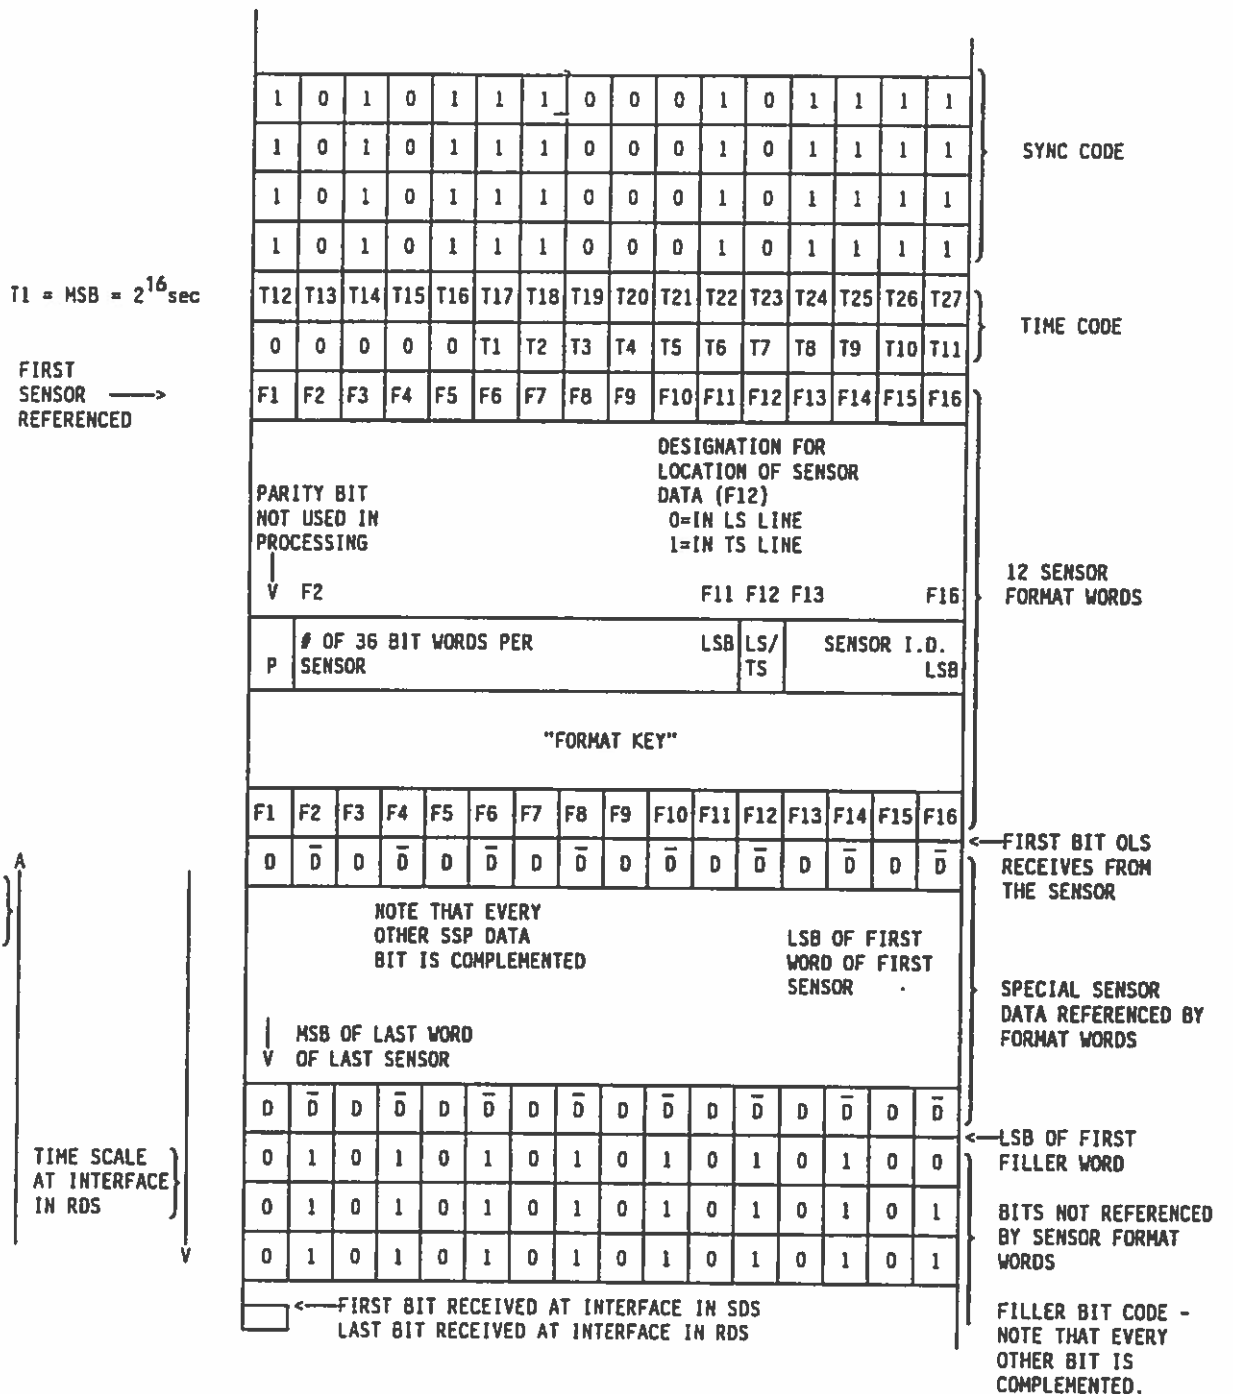 1 0 1 0 1 1 1 0 0 0 1 0 1 1 1 1
1 0 1 0 1 1 1 0 0 0 1 0 1 1 1 1
SYNC CODE
1 0 1 0 1 1 1 0 0 0 1 0 1 1 1 1
1 0 1 0 1 1 1 0 0 0 1 0 1 1 1 1
T1 = MSB = 2^16 sec
T12 T13 T14 T15 T16 T17 T18 T19 T20 T21 T22 T23 T24 T25 T26 T27
TIME CODE
0 0 0 0 0 T1 T2 T3 T4 T5 T6 T7 T8 T9 T10 T11
FIRST
SENSOR
REFERENCED
F1 F2 F3 F4 F5 F6 F7 F8 F9 F10 F11 F12 F13 F14 F15 F16
DESIGNATION FOR
LOCATION OF SENSOR
DATA (F12)
0=IN LS LINE
1=IN TS LINE
PARITY BIT
NOT USED IN
PROCESSING
V F2 F11 F12 F13 F16
12 SENSOR
FORMAT WORDS
P
# OF 36 BIT WORDS PER
SENSOR
LSB
LS/
TS
SENSOR I.D.
LSB
"FORMAT KEY"
F1 F2 F3 F4 F5 F6 F7 F8 F9 F10 F11 F12 F13 F14 F15 F16
<—FIRST BIT OLS
RECEIVES FROM
THE SENSOR
D D̅ D D̅ D D̅ D D̅ D D̅ D D̅ D D̅ D D̅
A
NOTE THAT EVERY
OTHER SSP DATA
BIT IS COMPLEMENTED
LSB OF FIRST
WORD OF FIRST
SENSOR
SPECIAL SENSOR
DATA REFERENCED BY
FORMAT WORDS
V
MSB OF LAST WORD
OF LAST SENSOR
D D̅ D D̅ D D̅ D D̅ D D̅ D D̅ D D̅ D D̅
<—LSB OF FIRST
FILLER WORD
TIME SCALE
AT INTERFACE
IN RDS
V
0 1 0 1 0 1 0 1 0 1 0 1 0 1 0 0
0 1 0 1 0 1 0 1 0 1 0 1 0 1 0 1
0 1 0 1 0 1 0 1 0 1 0 1 0 1 0 1
BITS NOT REFERENCED
BY SENSOR FORMAT
WORDS
<—FIRST BIT RECEIVED AT INTERFACE IN SDS
LAST BIT RECEIVED AT INTERFACE IN RDS
FILLER BIT CODE -
NOTE THAT EVERY
OTHER BIT IS
COMPLEMENTED.